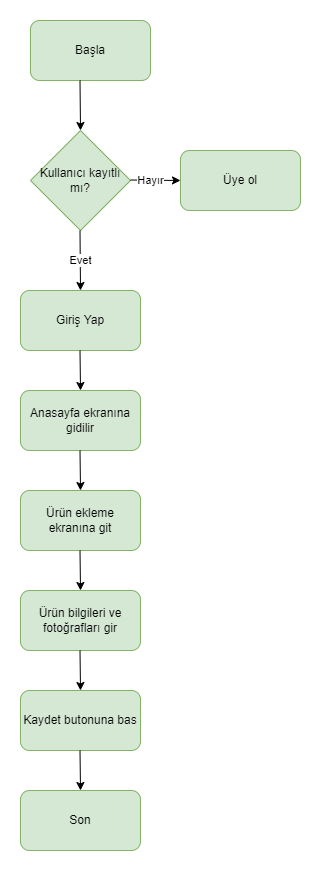 Başla
Kullanıcı kayıtlı
mı?
Hayır
Üye ol
Evet
Giriş Yap
Anasayfa ekranına
gidilir
Ürün ekleme
ekranına git
Ürün bilgileri ve
fotoğrafları gir
Kaydet butonuna bas
Son